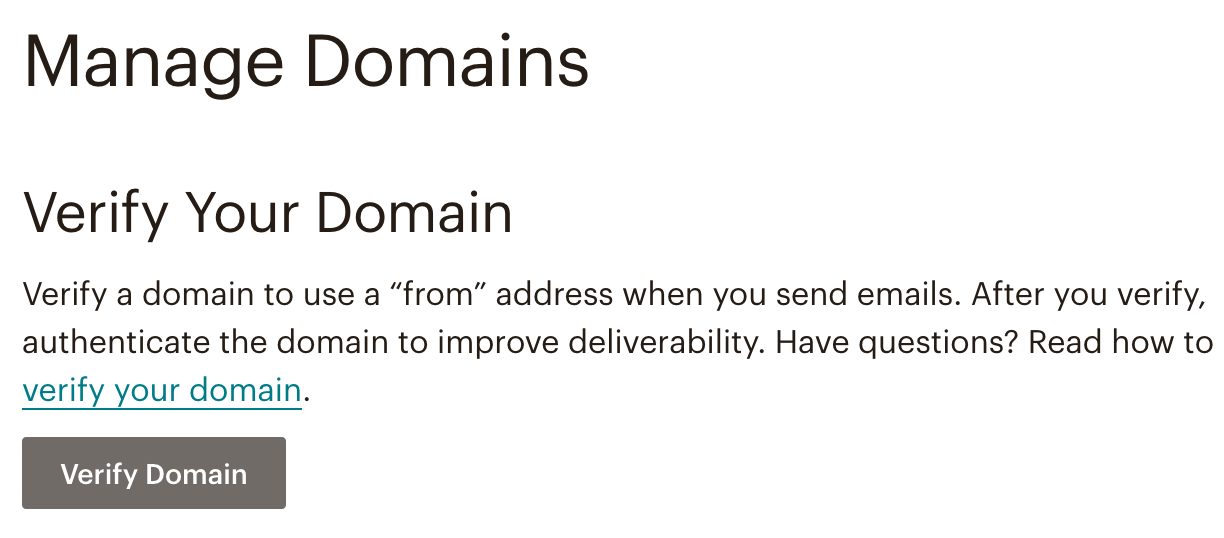 Manage Domains
Verify Your Domain
Verify a domain to use a “from” address when you send emails. After you verify,
authenticate the domain to improve deliverability. Have questions? Read how to
verify your domain.
Verify Domain